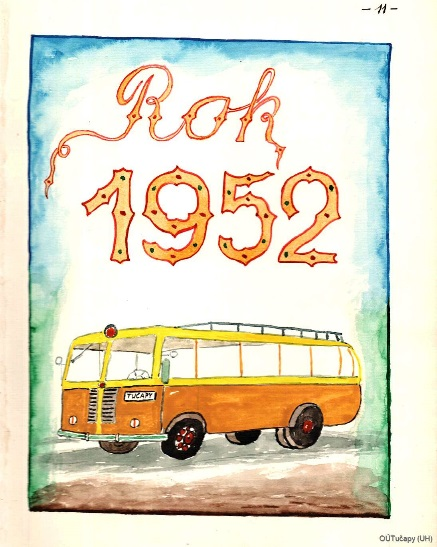 - 11 -
Rok
1952
TUČAPY
OÚTučapy (UH)